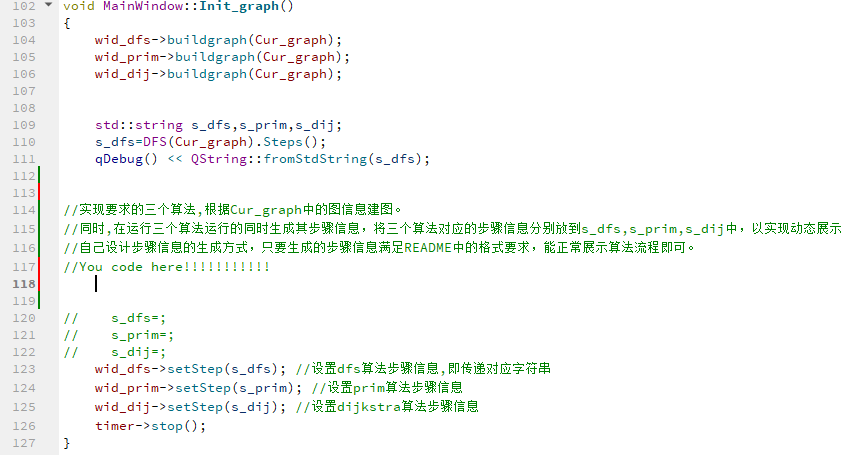 102 void MainWindow::Init_graph()
103 {
104 wid_dfs->buildgraph(Cur_graph);
105 wid_prim->buildgraph(Cur_graph);
106 wid_dij->buildgraph(Cur_graph);
107
108
109 std::string s_dfs,s_prim,s_dij;
110 s_dfs=DFS(Cur_graph).Steps();
111 qDebug() << QString::fromStdString(s_dfs);
112
113
114 //实现要求的三个算法,根据Cur_graph中的图信息建图。
115 //同时,在运行三个算法运行的同时生成其步骤信息，将三个算法对应的步骤信息分别放到s_dfs,s_prim,s_dij中，以实现动态展示
116 //自己设计步骤信息的生成方式，只要生成的步骤信息满足README中的格式要求，能正常展示算法流程即可。
117 //You code here!!!!!!!!!!!
118
119
120 // s_dfs=;
121 // s_prim=;
122 // s_dij=;
123 wid_dfs->setStep(s_dfs); //设置dfs算法步骤信息,即传递对应字符串
124 wid_prim->setStep(s_prim); //设置prim算法步骤信息
125 wid_dij->setStep(s_dij); //设置dijkstra算法步骤信息
126 timer->stop();
127 }